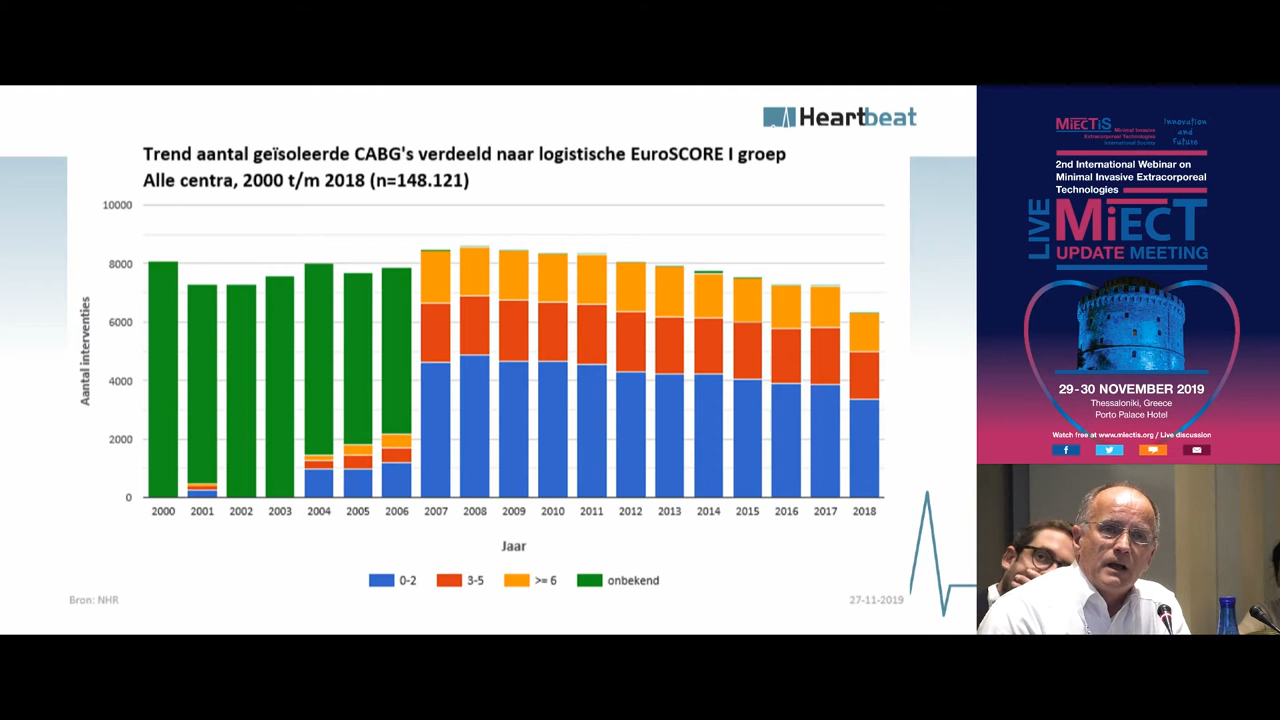 Heartbeat
Trend aantal geïsoleerde CABG's verdeeld naar logistische EuroSCORE I groep
Alle centra, 2000 t/m 2018 (n=148.121)
10000
8000
6000
4000
2000
0
Aantal interventies
2000 2001 2002 2003 2004 2005 2006 2007 2008 2009 2010 2011 2012 2013 2014 2015 2016 2017 2018
Jaar
0-2 3-5 >= 6 onbekend
Bron: NHR
27-11-2019
MiECTiS
Minimal Invasive
Extracorporeal Technologies
International Society
Innovation
and
Future
2nd International Webinar on
Minimal Invasive Extracorporeal
Technologies
LIVE
MiECT
UPDATE MEETING
29-30 NOVEMBER 2019
Thessaloniki, Greece
Porto Palace Hotel
Watch free at www.miectis.org / Live discussion